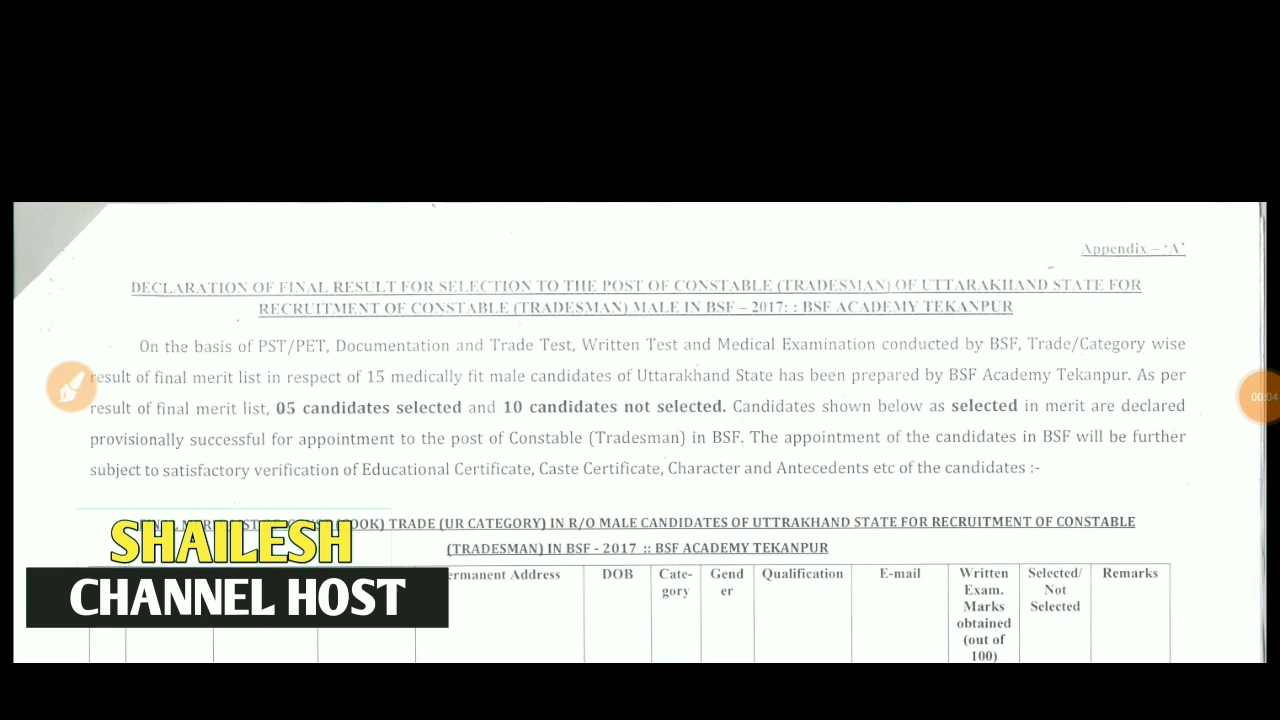 Appendix – 'A'
DECLARATION OF FINAL RESULT FOR SELECTION TO THE POST OF CONSTABLE (TRADESMAN) OF UTTARAKHAND STATE FOR
RECRUITMENT OF CONSTABLE (TRADESMAN) MALE IN BSF – 2017: : BSF ACADEMY TEKANPUR
On the basis of PST/PET, Documentation and Trade Test, Written Test and Medical Examination conducted by BSF, Trade/Category wise
result of final merit list in respect of 15 medically fit male candidates of Uttarakhand State has been prepared by BSF Academy Tekanpur. As per
result of final merit list, 05 candidates selected and 10 candidates not selected. Candidates shown below as selected in merit are declared
provisionally successful for appointment to the post of Constable (Tradesman) in BSF. The appointment of the candidates in BSF will be further
subject to satisfactory verification of Educational Certificate, Caste Certificate, Character and Antecedents etc of the candidates :-
TRADE (UR CATEGORY) IN R/O MALE CANDIDATES OF UTTRAKHAND STATE FOR RECRUITMENT OF CONSTABLE
(TRADESMAN) IN BSF - 2017 :: BSF ACADEMY TEKANPUR
Address DOB Cate- Gend Qualification E-mail Written Selected/ Remarks
gory er Exam. Not
Marks Selected
obtained
(out of
100)
SHAILESH
CHANNEL HOST
00:04